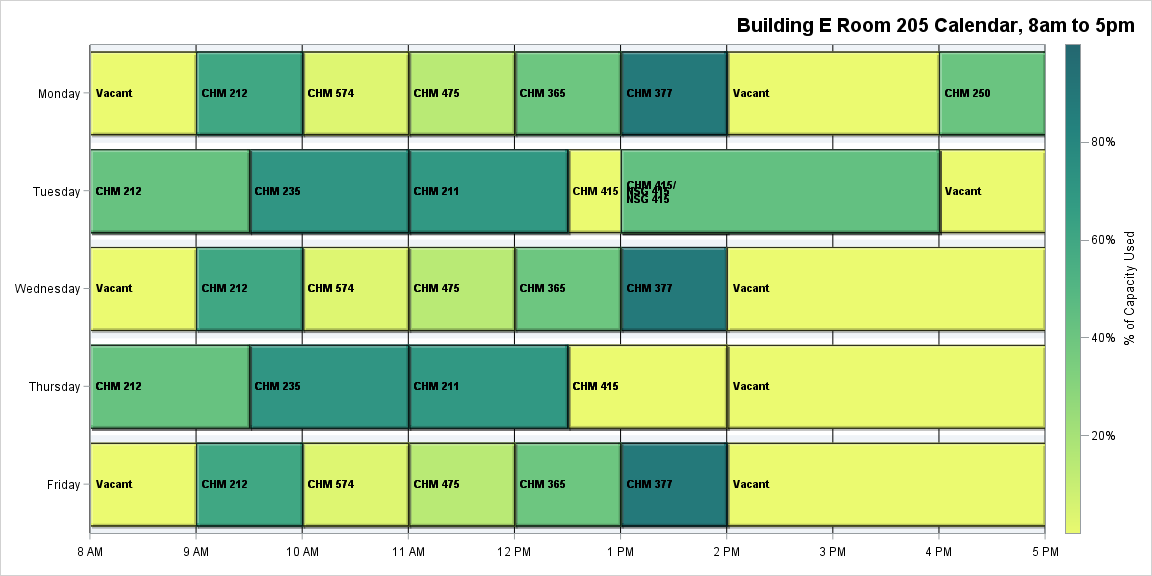 Building E Room 205 Calendar, 8am to 5pm
Monday
Vacant
CHM 212
CHM 574
CHM 475
CHM 365
CHM 377
Vacant
CHM 250
Tuesday
CHM 212
CHM 235
CHM 211
CHM 415
CHM 415/
NSG 415
NSG 415
Vacant
Wednesday
Vacant
CHM 212
CHM 574
CHM 475
CHM 365
CHM 377
Vacant
Thursday
CHM 212
CHM 235
CHM 211
CHM 415
Vacant
Friday
Vacant
CHM 212
CHM 574
CHM 475
CHM 365
CHM 377
Vacant
8 AM
9 AM
10 AM
11 AM
12 PM
1 PM
2 PM
3 PM
4 PM
5 PM
80%
60%
40%
20%
% of Capacity Used